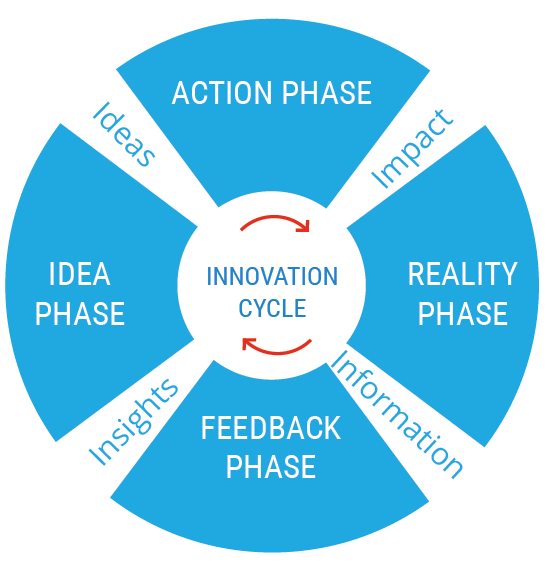 ACTION PHASE
Ideas
Impact
IDEA
PHASE
INNOVATION
CYCLE
REALITY
PHASE
Insights
Information
FEEDBACK
PHASE